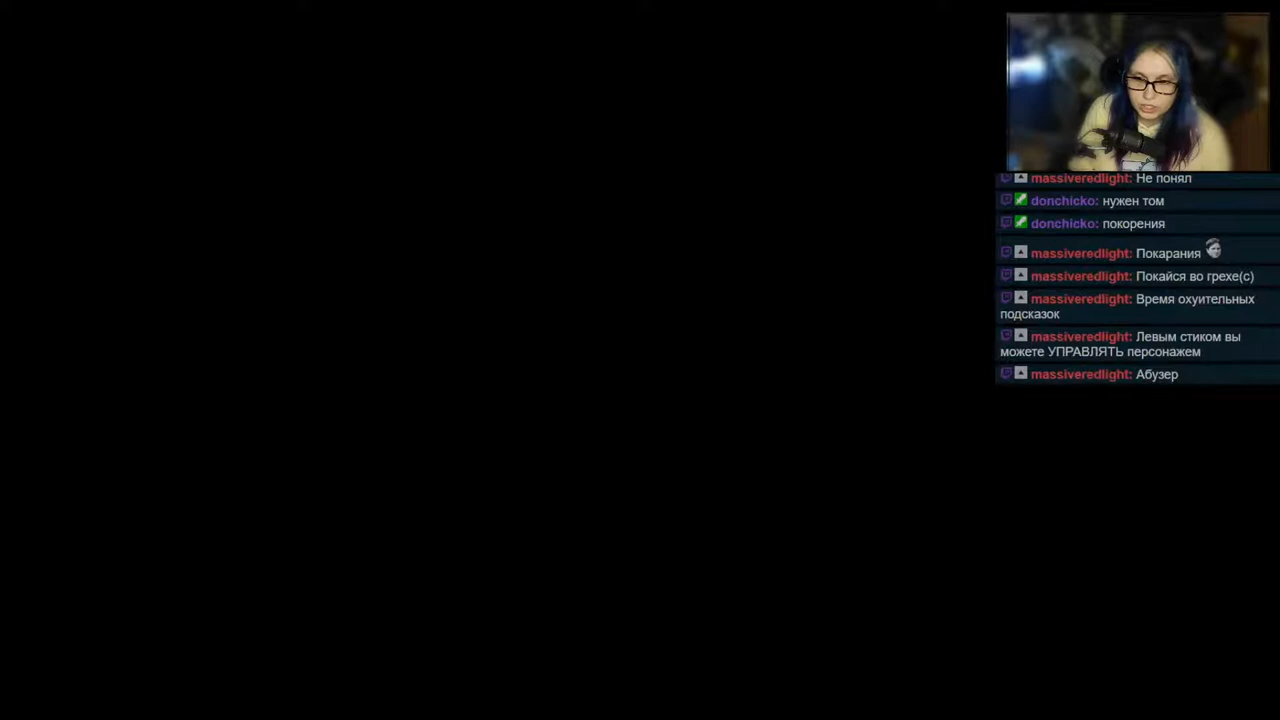 massiveredlight: Не понял
donchicko: нужен том
donchicko: покорения
massiveredlight: Покарания
massiveredlight: Покайся во грехе(с)
massiveredlight: Время охуительных
подсказок
massiveredlight: Левым стиком вы
можете УПРАВЛЯТЬ персонажем
massiveredlight: Абузер